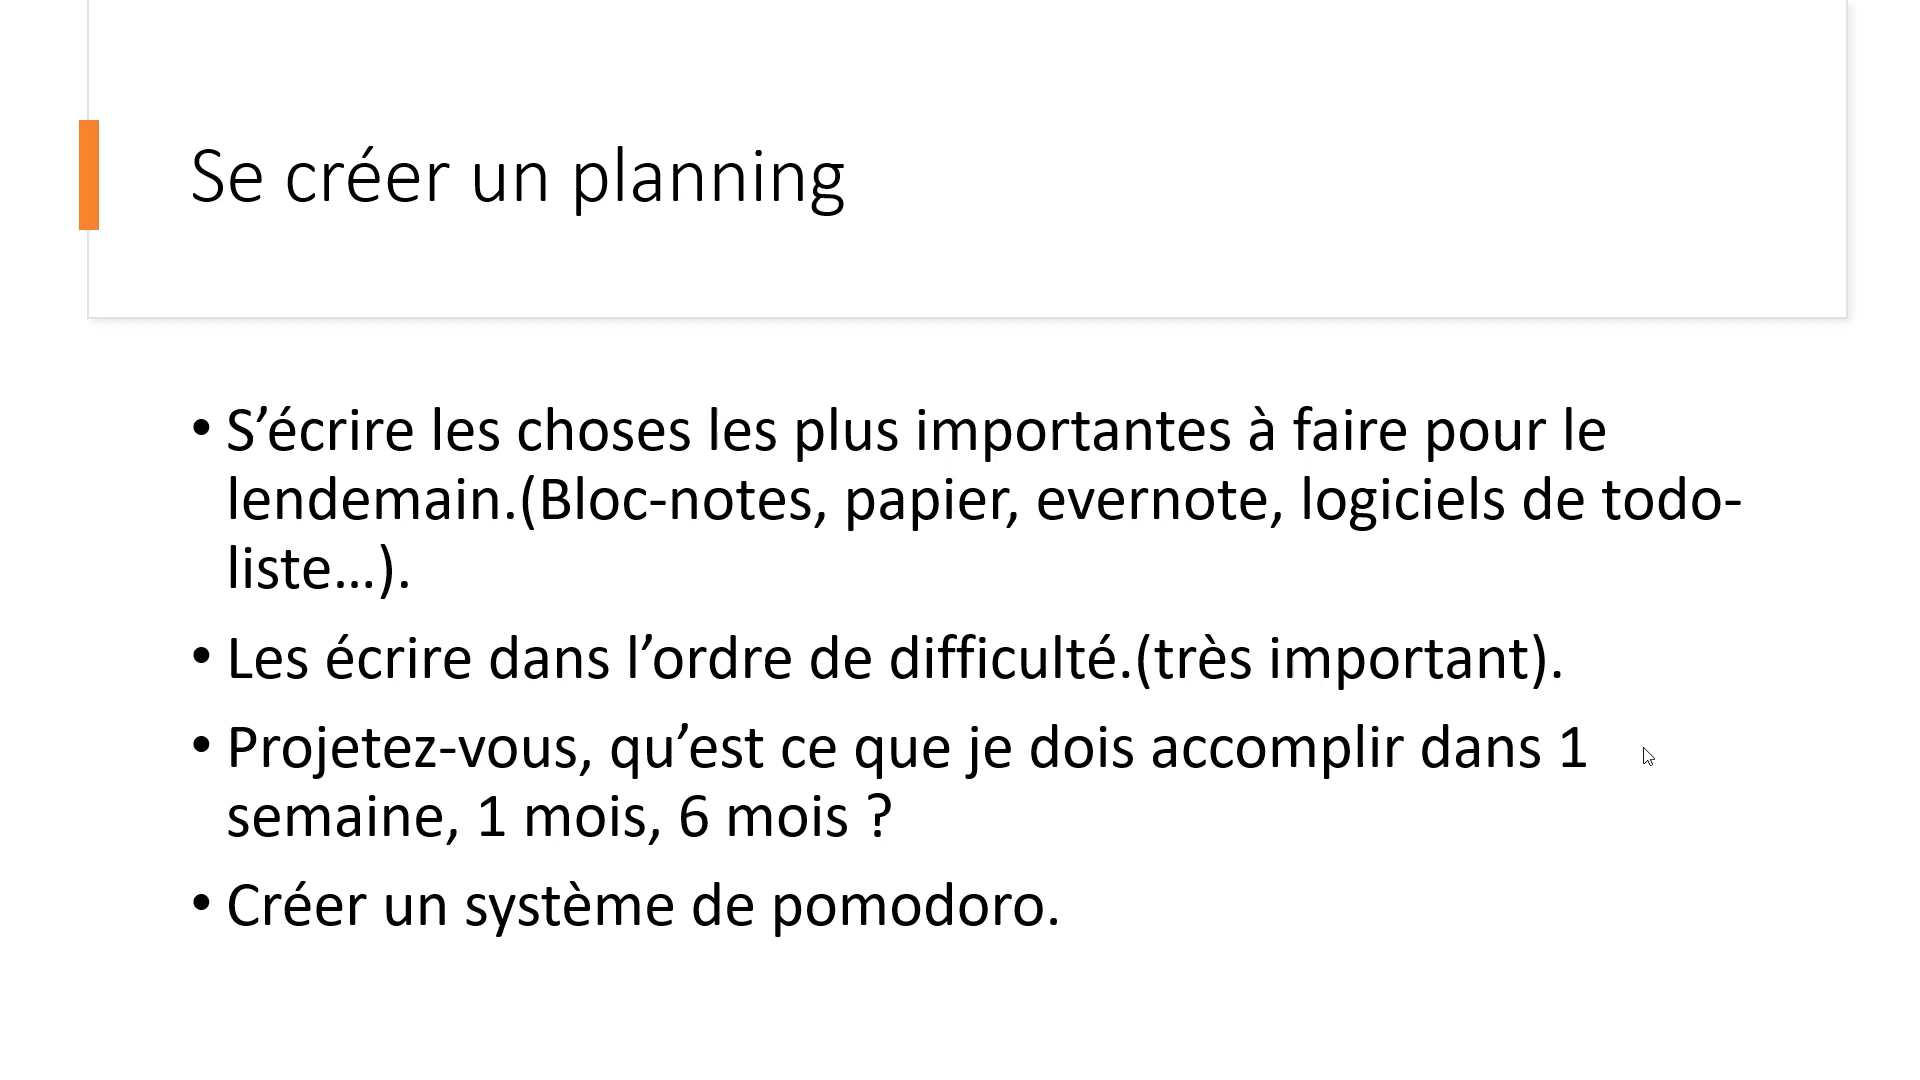 Se créer un planning
• S’écrire les choses les plus importantes à faire pour le
lendemain.(Bloc-notes, papier, evernote, logiciels de todo-
liste…).
• Les écrire dans l’ordre de difficulté.(très important).
• Projetez-vous, qu’est ce que je dois accomplir dans 1
semaine, 1 mois, 6 mois ?
• Créer un système de pomodoro.